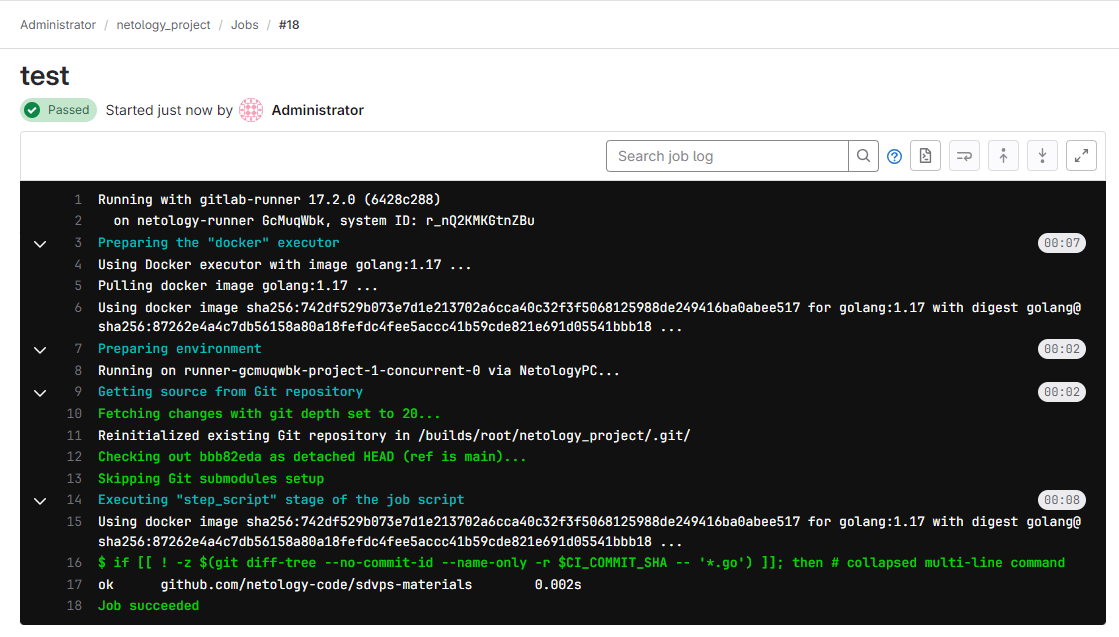 Administrator / netology_project / Jobs / #18
test
Passed Started just now by Administrator
Search job log
1 Running with gitlab-runner 17.2.0 (6428c288)
2 on netology-runner GcMuqWbk, system ID: r_nQ2KMKGtnZBu
3 Preparing the "docker" executor 00:07
4 Using Docker executor with image golang:1.17 ...
5 Pulling docker image golang:1.17 ...
6 Using docker image sha256:742df529b073e7d1e213702a6cca40c32f3f5068125988de249416ba0abee517 for golang:1.17 with digest golang@
sha256:87262e4a4c7db56158a80a18fefdc4fee5accc41b59cde821e691d05541bbb18 ...
7 Preparing environment 00:02
8 Running on runner-gcmuqwbk-project-1-concurrent-0 via NetologyPC...
9 Getting source from Git repository 00:02
10 Fetching changes with git depth set to 20...
11 Reinitialized existing Git repository in /builds/root/netology_project/.git/
12 Checking out bbb82eda as detached HEAD (ref is main)...
13 Skipping Git submodules setup
14 Executing "step_script" stage of the job script 00:08
15 Using docker image sha256:742df529b073e7d1e213702a6cca40c32f3f5068125988de249416ba0abee517 for golang:1.17 with digest golang@
sha256:87262e4a4c7db56158a80a18fefdc4fee5accc41b59cde821e691d05541bbb18 ...
16 $ if [[ ! -z $(git diff-tree --no-commit-id --name-only -r $CI_COMMIT_SHA -- '*.go') ]]; then # collapsed multi-line command
17 ok github.com/netology-code/sdvps-materials 0.002s
18 Job succeeded